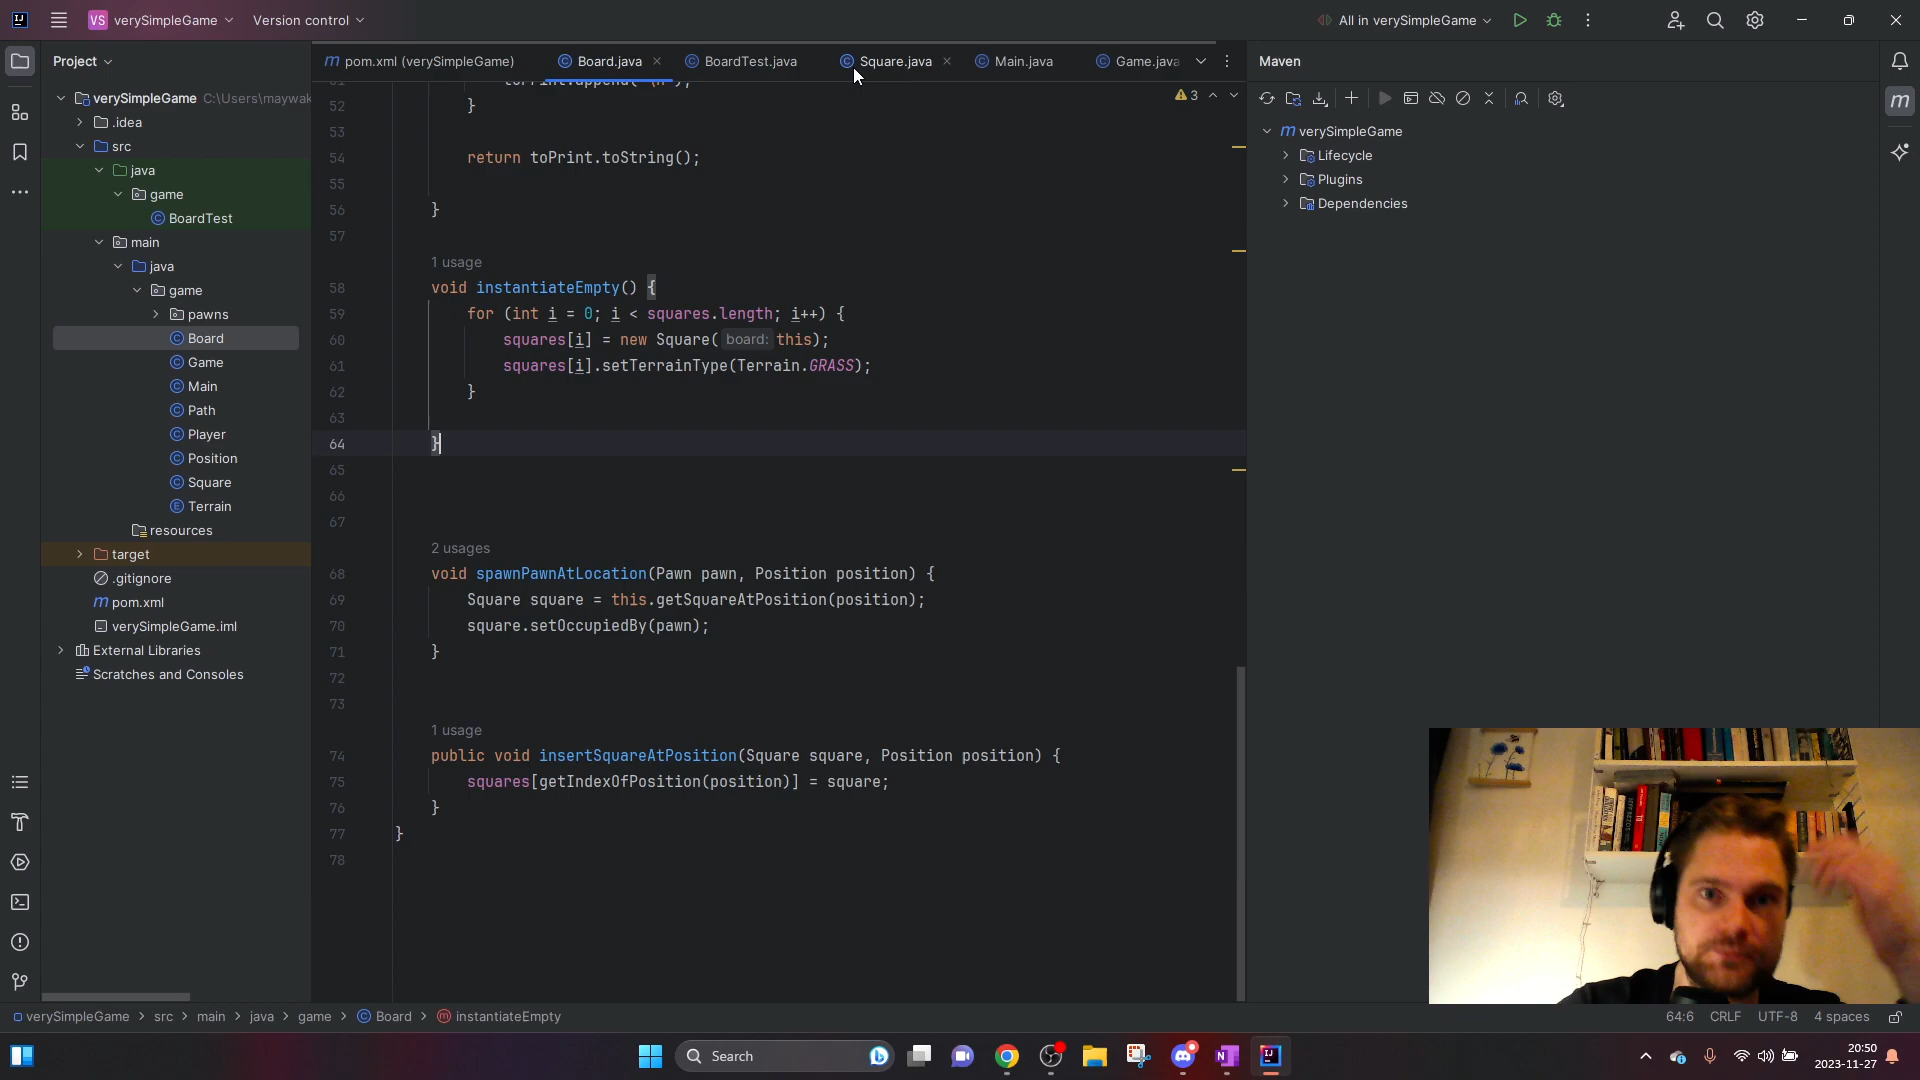 VS verySimpleGame Version control All in verySimpleGame
Project
m pom.xml (verySimpleGame) Board.java BoardTest.java Square.java Main.java Game.java
Maven
verySimpleGame C:\Users\maywak
.idea
src
java
game
BoardTest
main
java
game
pawns
Board
Game
Main
Path
Player
Position
Square
Terrain
resources
target
.gitignore
m pom.xml
verySimpleGame.iml
External Libraries
Scratches and Consoles
3
52 }
53
54 return toPrint.toString();
55
56 }
57
1 usage
58 void instantiateEmpty() {
59 for (int i = 0; i < squares.length; i++) {
60 squares[i] = new Square( board: this);
61 squares[i].setTerrainType(Terrain.GRASS);
62 }
63
64 }
65
66
67
2 usages
68 void spawnPawnAtLocation(Pawn pawn, Position position) {
69 Square square = this.getSquareAtPosition(position);
70 square.setOccupiedBy(pawn);
71 }
72
73
1 usage
74 public void insertSquareAtPosition(Square square, Position position) {
75 squares[getIndexOfPosition(position)] = square;
76 }
77 }
78
m verySimpleGame
Lifecycle
Plugins
Dependencies
m
verySimpleGame > src > main > java > game > Board > m instantiateEmpty
64:6 CRLF UTF-8 4 spaces
Search
20:50
2023-11-27